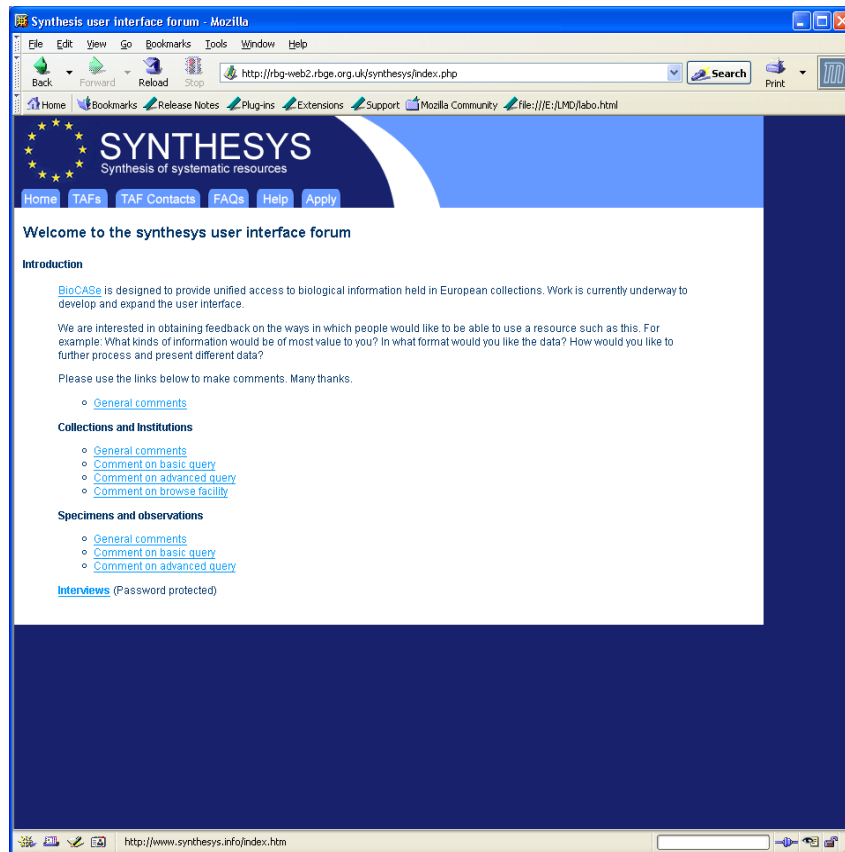 Synthesis user interface forum - Mozilla
File Edit View Go Bookmarks Tools Window Help
Back Forward Reload Stop http://rbg-web2.rbge.org.uk/synthesys/index.php Search Print
Home Bookmarks Release Notes Plug-ins Extensions Support Mozilla Community file:///E:/LMD/labo.html
SYNTHESYS
Synthesis of systematic resources
Home TAFs TAF Contacts FAQs Help Apply
Welcome to the synthesys user interface forum
Introduction
BioCASe is designed to provide unified access to biological information held in European collections. Work is currently underway to
develop and expand the user interface.
We are interested in obtaining feedback on the ways in which people would like to be able to use a resource such as this. For
example: What kinds of information would be of most value to you? In what format would you like the data? How would you like to
further process and present different data?
Please use the links below to make comments. Many thanks.
General comments
Collections and Institutions
General comments
Comment on basic query
Comment on advanced query
Comment on browse facility
Specimens and observations
General comments
Comment on basic query
Comment on advanced query
Interviews (Password protected)
http://www.synthesys.info/index.htm